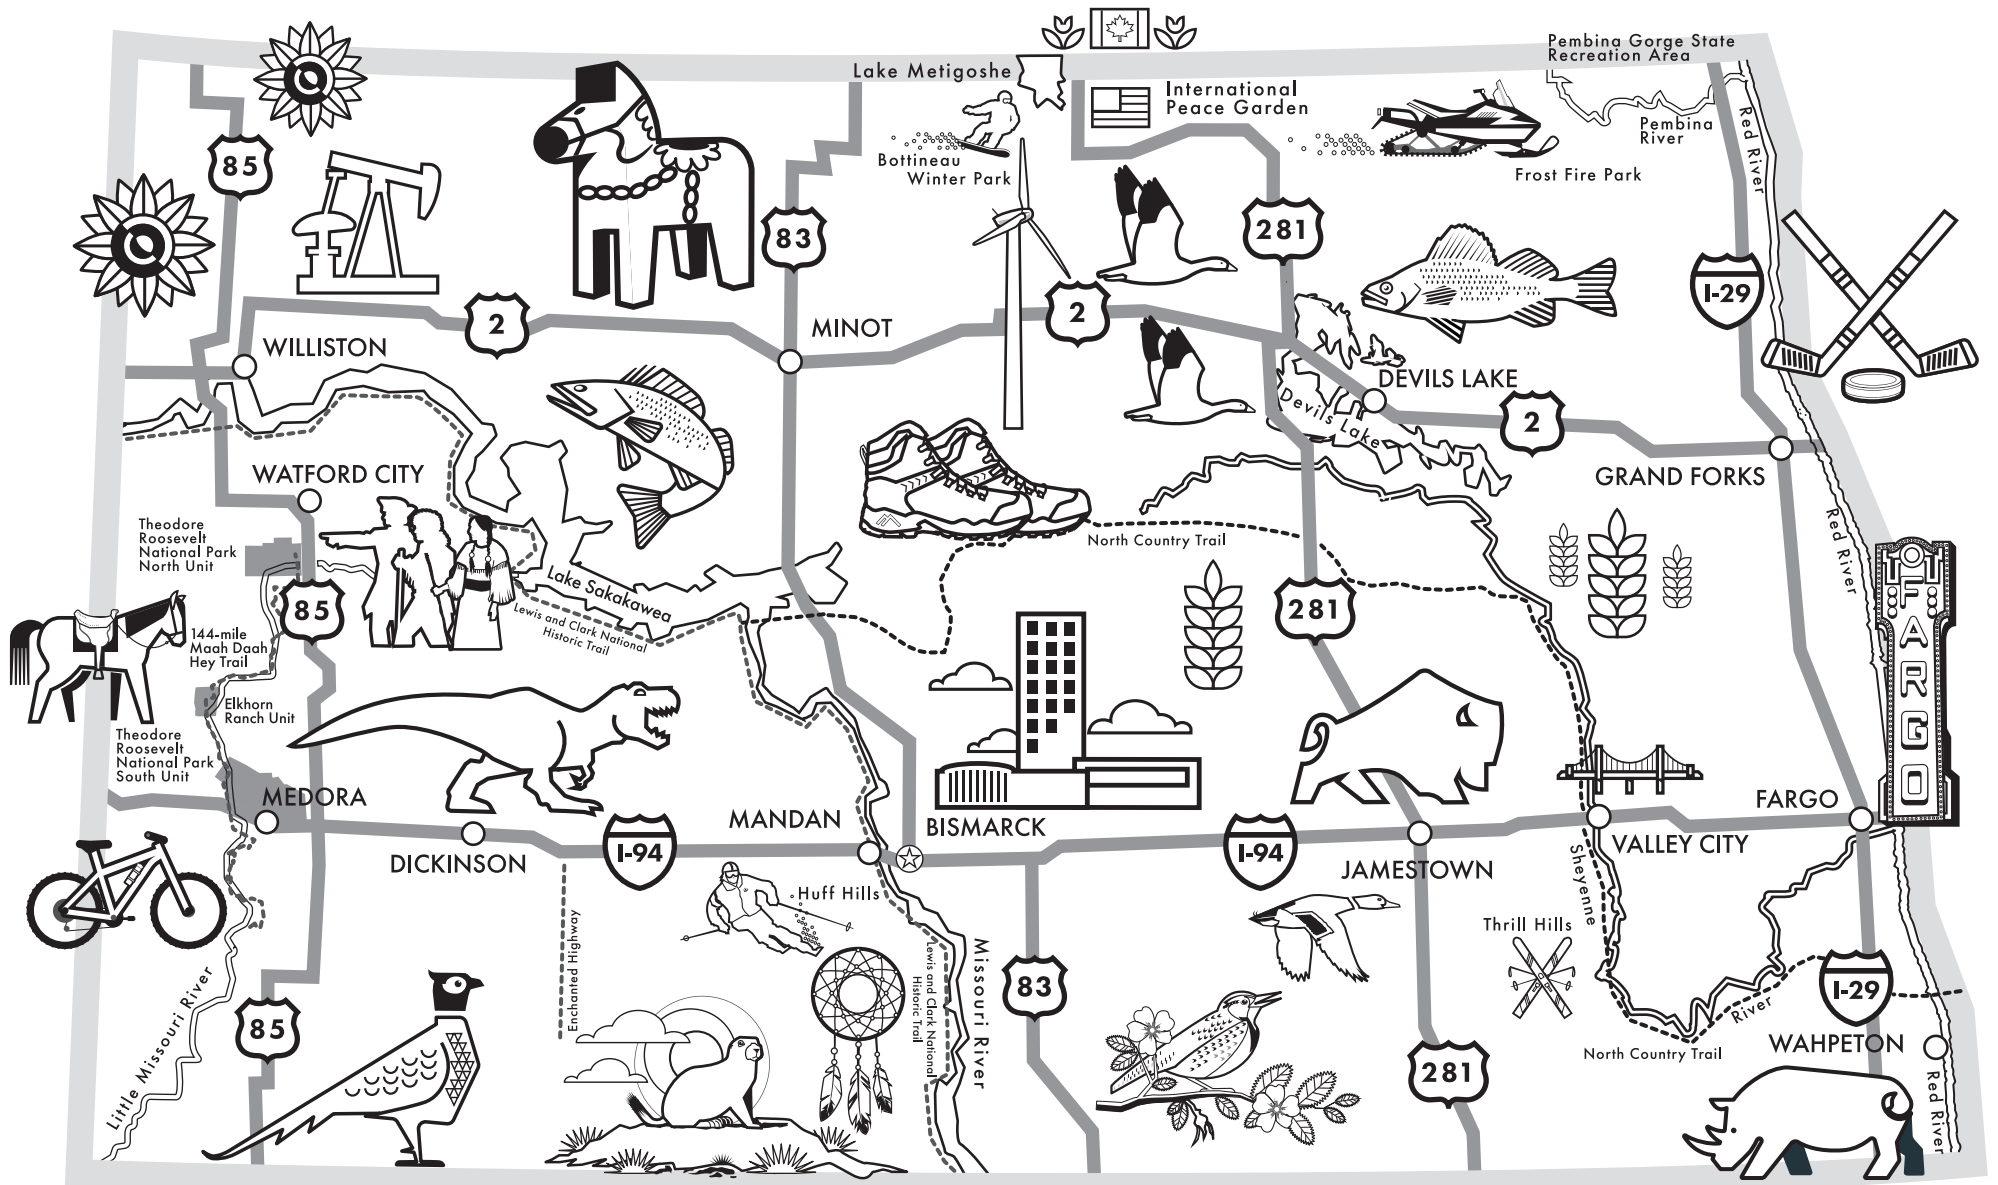 Pembina Gorge State
Recreation Area
Lake Metigoshe
International
Peace Garden
Pembina
River
Red River
Bottineau
Winter Park
Frost Fire Park
85
83
281
I-29
2
2
MINOT
WILLISTON
DEVILS LAKE
Devils Lake
2
GRAND FORKS
WATFORD CITY
Theodore
Roosevelt
National Park
North Unit
North Country Trail
Red River
FARGO
Lake Sakakawea
Lewis and Clark National
Historic Trail
85
281
144-mile
Maah Daah
Hey Trail
Elkhorn
Ranch Unit
Theodore
Roosevelt
National Park
South Unit
MEDORA
MANDAN
BISMARCK
FARGO
DICKINSON
I-94
I-94
JAMESTOWN
VALLEY CITY
Huff Hills
Enchanted Highway
Lewis and Clark National
Historic Trail
Missouri River
83
Sheyenne
River
Thrill Hills
I-29
Little Missouri River
85
North Country Trail
WAHPETON
281
Red River